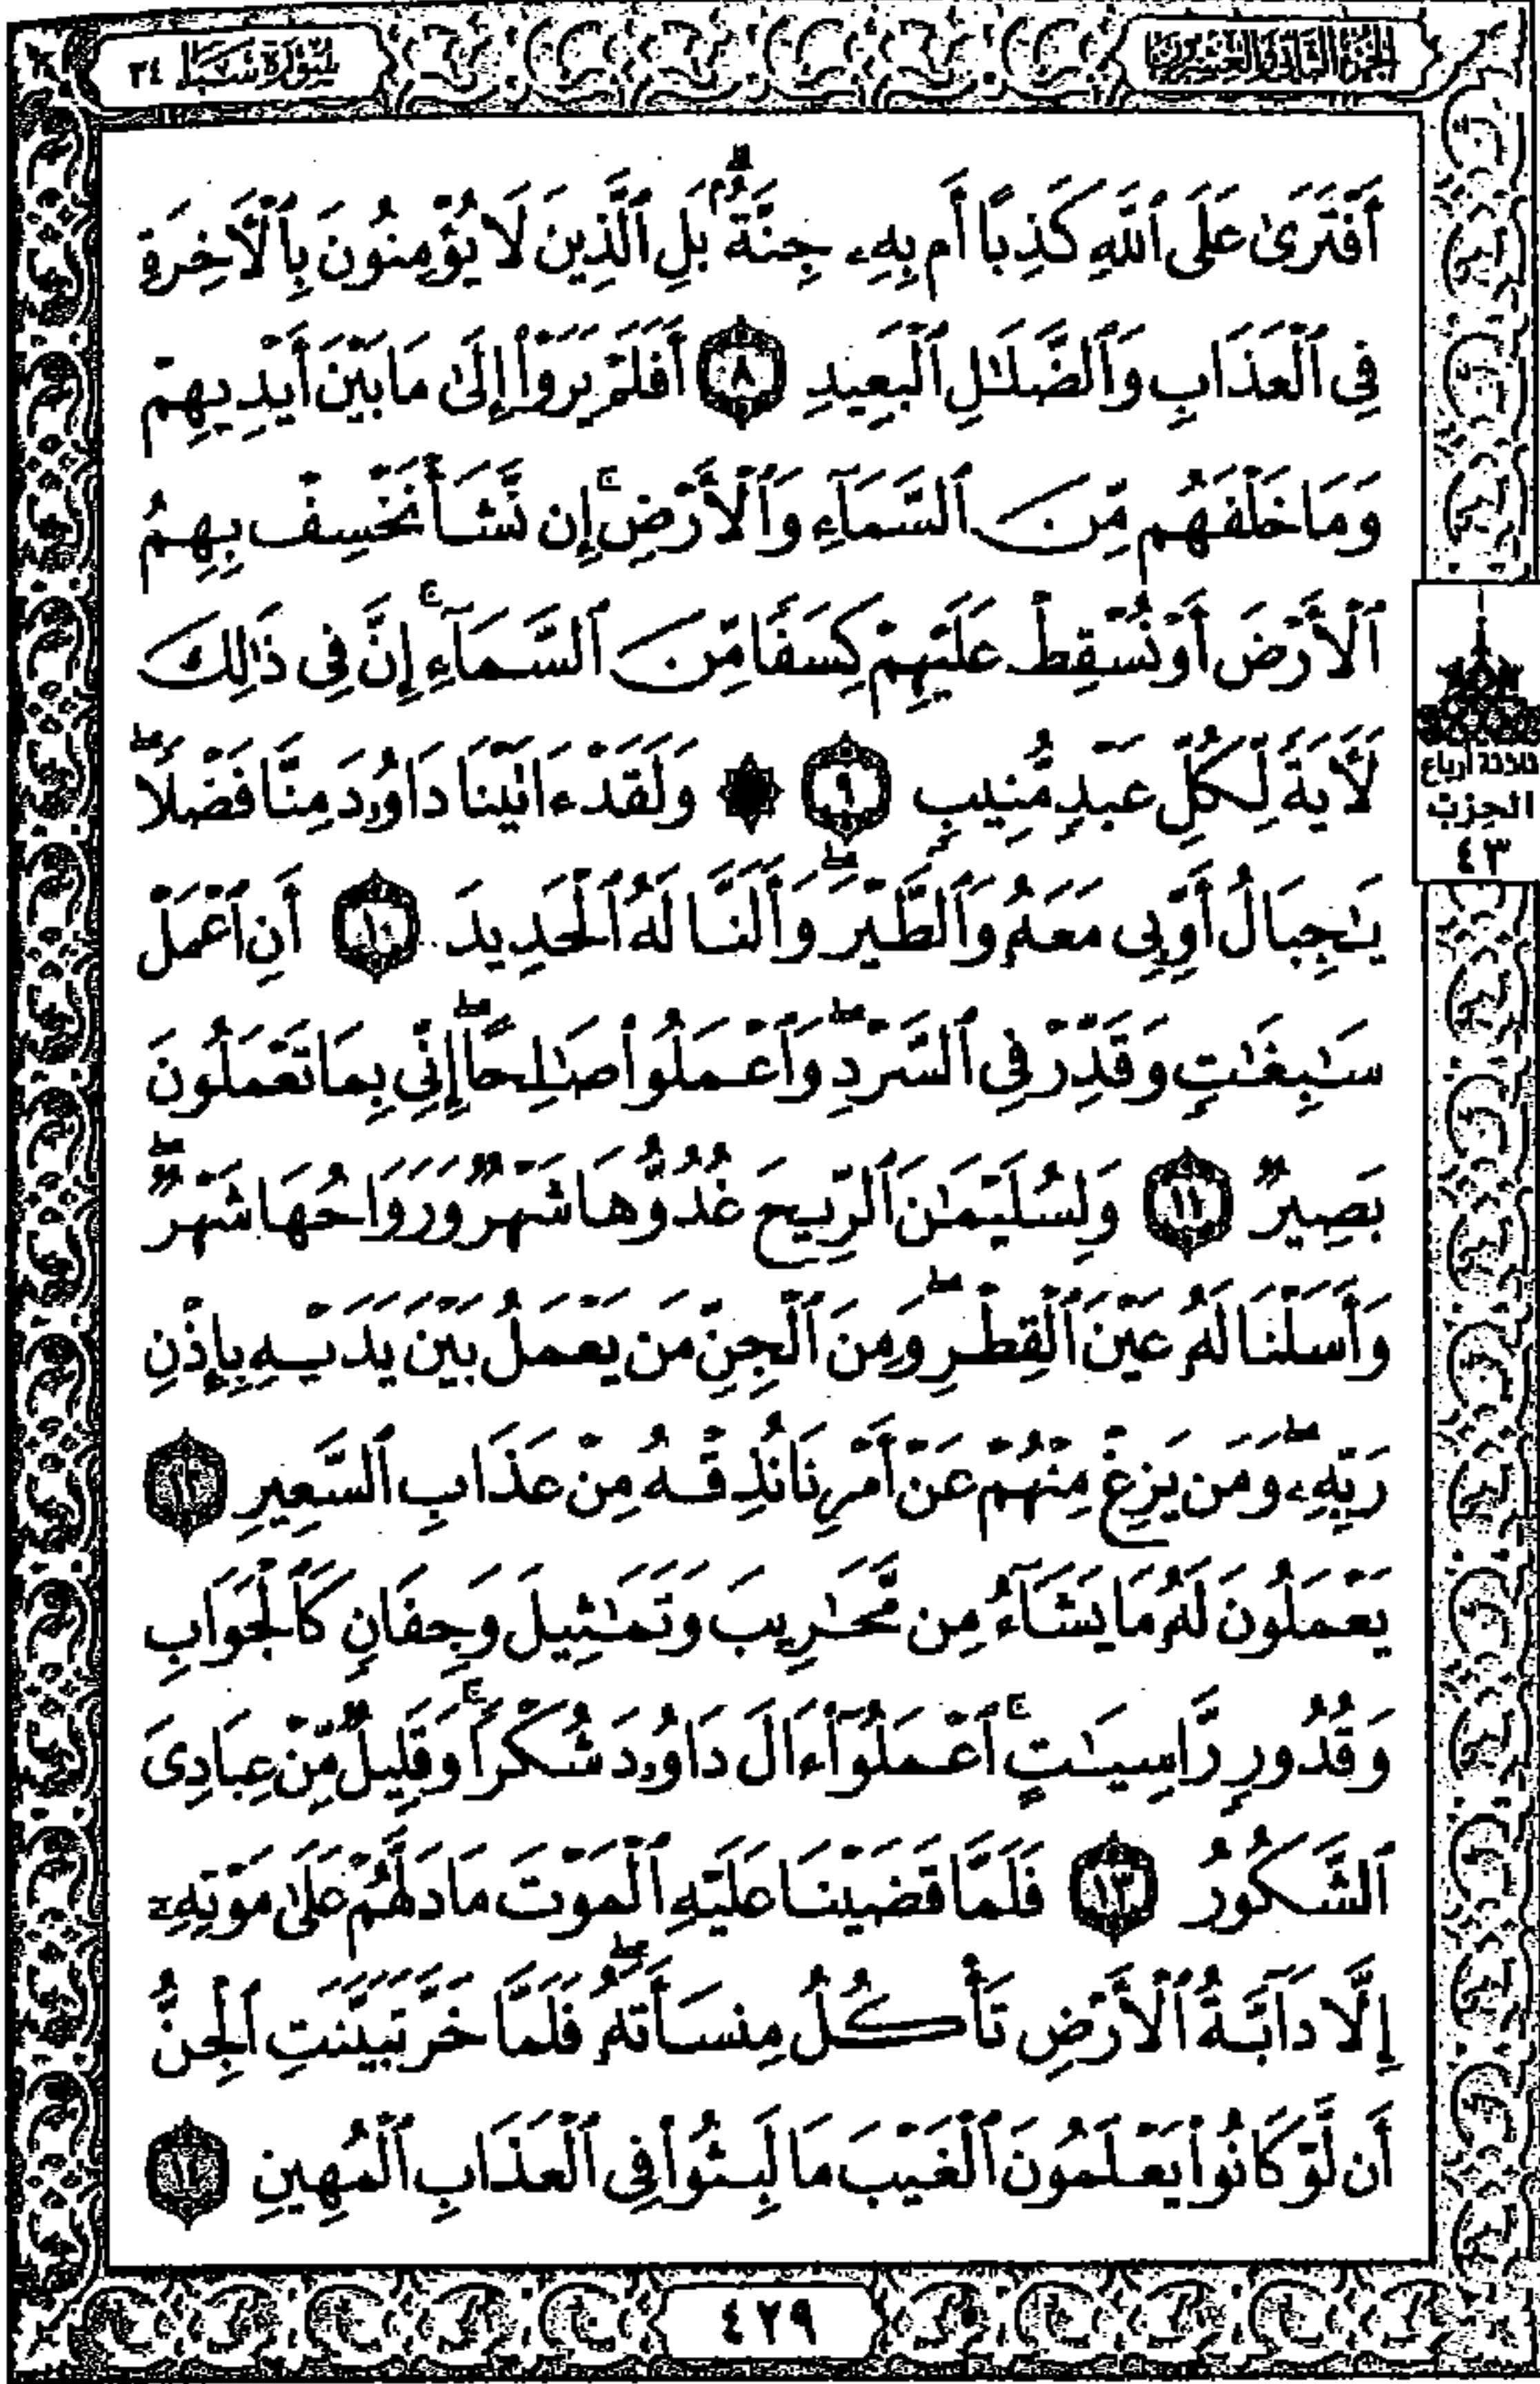 الجزء الثاني والعشرون
سورة سبأ ٣٤
أَفْتَرَىٰ عَلَى ٱللَّهِ كَذِبًا أَم بِهِۦ جِنَّةٌۢ ۗ بَلِ ٱلَّذِينَ لَا يُؤْمِنُونَ بِٱلْأَخِرَةِ
فِى ٱلْعَذَابِ وَٱلضَّلَٰلِ ٱلْبَعِيدِ ٨ أَفَلَمْ يَرَوْا۟ إِلَىٰ مَا بَيْنَ أَيْدِيهِمْ
وَمَا خَلْفَهُم مِّنَ ٱلسَّمَآءِ وَٱلْأَرْضِ ۚ إِن نَّشَأْ نَخْسِفْ بِهِمُ
ٱلْأَرْضَ أَوْ نُسْقِطْ عَلَيْهِمْ كِسَفًا مِّنَ ٱلسَّمَآءِ ۚ إِنَّ فِى ذَٰلِكَ
لَأَيَةً لِّكُلِّ عَبْدٍ مُّنِيبٍ ٩ ۞ وَلَقَدْ ءَاتَيْنَا دَاوُۥدَ مِنَّا فَضْلًا ۖ
يَٰجِبَالُ أَوِّبِى مَعَهُۥ وَٱلطَّيْرَ ۖ وَأَلَنَّا لَهُ ٱلْحَدِيدَ ١٠ أَنِ ٱعْمَلْ
سَٰبِغَٰتٍ وَقَدِّرْ فِى ٱلسَّرْدِ ۖ وَٱعْمَلُوا۟ صَٰلِحًا ۖ إِنِّى بِمَا تَعْمَلُونَ
بَصِيرٌ ١١ وَلِسُلَيْمَٰنَ ٱلرِّيحَ غُدُوُّهَا شَهْرٌ وَرَوَاحُهَا شَهْرٌ ۖ
وَأَسَلْنَا لَهُۥ عَيْنَ ٱلْقِطْرِ ۖ وَمِنَ ٱلْجِنِّ مَن يَعْمَلُ بَيْنَ يَدَيْهِ بِإِذْنِ
رَبِّهِۦ ۖ وَمَن يَزِغْ مِنْهُمْ عَنْ أَمْرِنَا نُذِقْهُ مِنْ عَذَابِ ٱلسَّعِيرِ ١٢
يَعْمَلُونَ لَهُۥ مَا يَشَآءُ مِن مَّحَٰرِيبَ وَتَمَٰثِيلَ وَجِفَانٍ كَٱلْجَوَابِ
وَقُدُورٍ رَّاسِيَٰتٍ ۚ ٱعْمَلُوٓا۟ ءَالَ دَاوُۥدَ شُكْرًا ۚ وَقَلِيلٌ مِّنْ عِبَادِىَ
ٱلشَّكُورُ ١٣ فَلَمَّا قَضَيْنَا عَلَيْهِ ٱلْمَوْتَ مَا دَلَّهُمْ عَلَىٰ مَوْتِهِۦٓ
إِلَّا دَآبَّةُ ٱلْأَرْضِ تَأْكُلُ مِنسَأَتَهُۥ ۖ فَلَمَّا خَرَّ تَبَيَّنَتِ ٱلْجِنُّ
أَن لَّوْ كَانُوا۟ يَعْلَمُونَ ٱلْغَيْبَ مَا لَبِثُوا۟ فِى ٱلْعَذَابِ ٱلْمُهِينِ ١٤
ثلاثة أرباع
الحزب
٤٣
٤٢٩